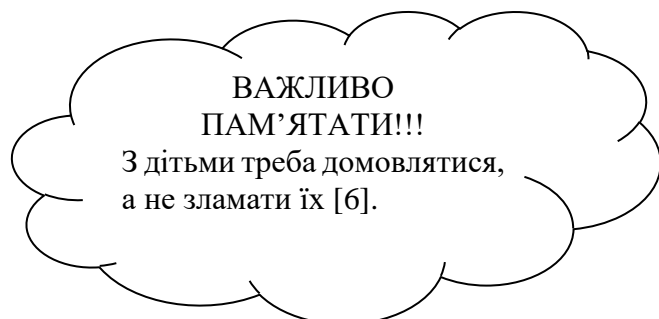 ВАЖЛИВО
ПАМ’ЯТАТИ!!!
З дітьми треба домовлятися,
а не зламати їх [6].